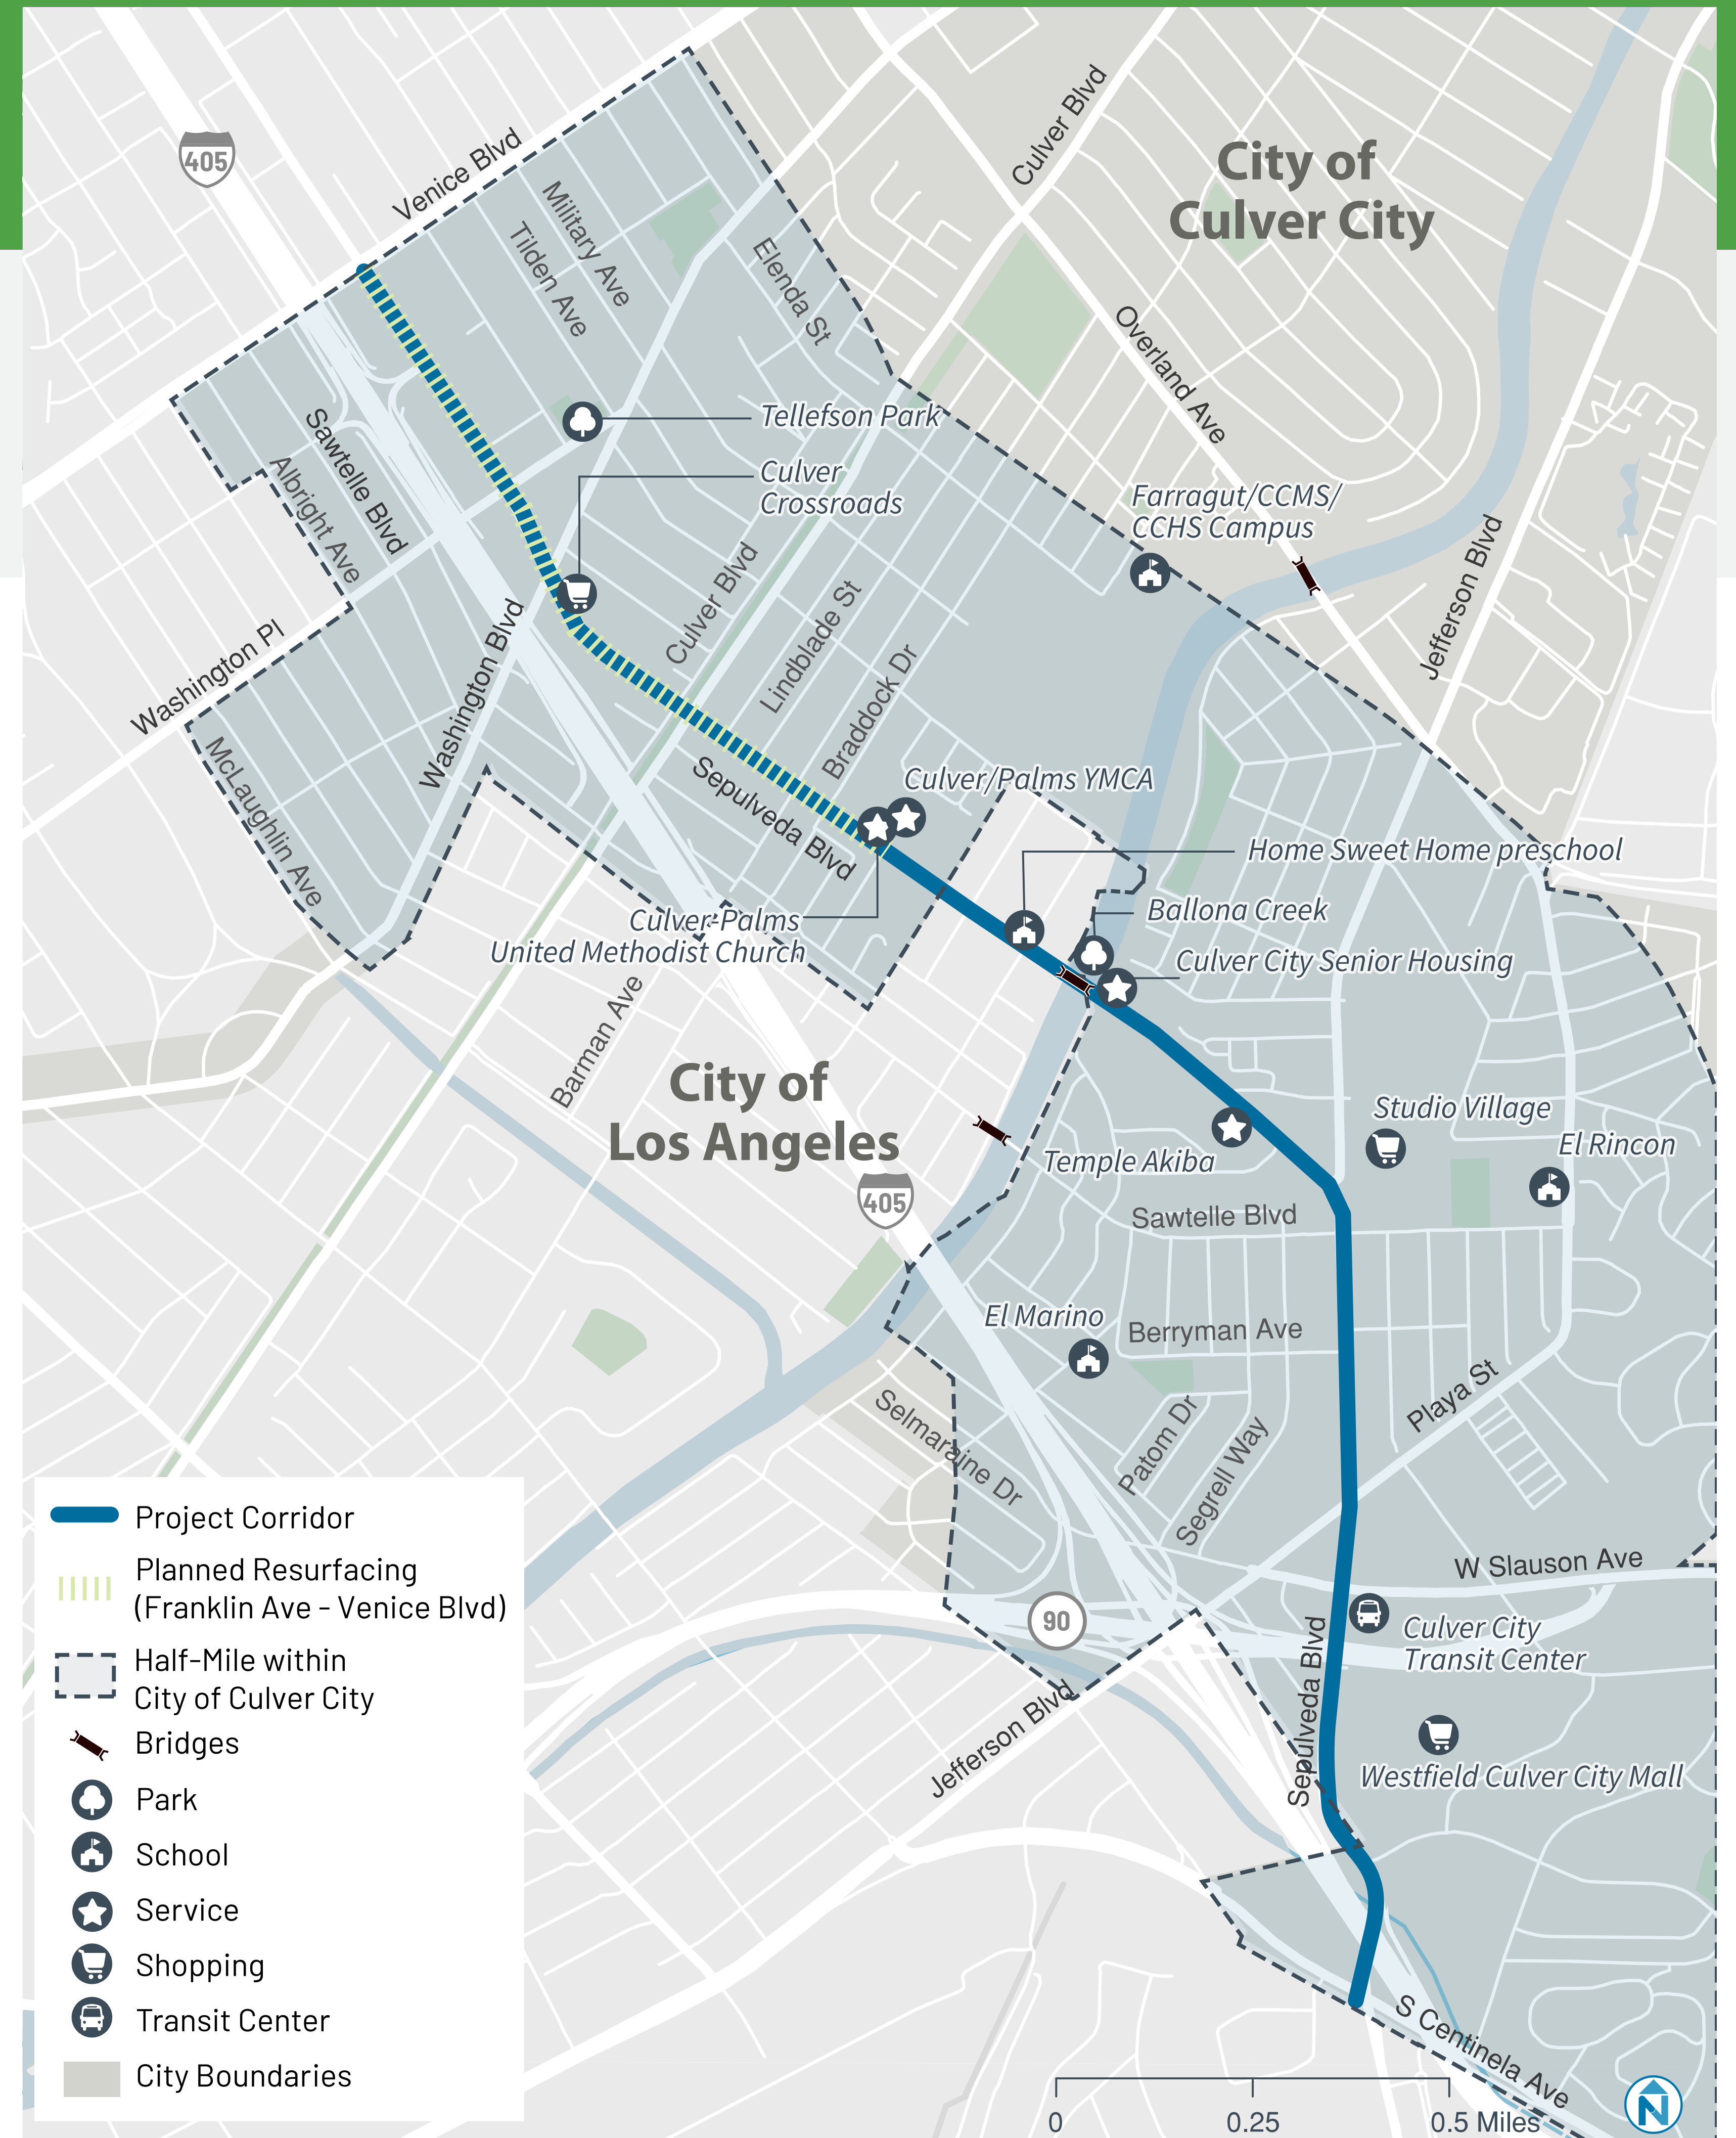 405
Venice Blvd
Military Ave
Tilden Ave
Elenda St
Culver Blvd
City of
Culver City
Overland Ave
Sawtelle Blvd
Albright Ave
Tellefson Park
Culver
Crossroads
Farragut/CCMS/
CCHS Campus
Jefferson Blvd
Washington Pl
Washington Blvd
McLaughlin Ave
Culver Blvd
Lindblade St
Braddock Dr
Sepulveda Blvd
Culver/Palms YMCA
Home Sweet Home preschool
Ballona Creek
Culver-Palms
United Methodist Church
Culver City Senior Housing
Barman Ave
City of
Los Angeles
405
Temple Akiba
Studio Village
El Rincon
Sawtelle Blvd
El Marino
Berryman Ave
Selmaraine Dr
Patom Dr
Segrell Way
Playa St
W Slauson Ave
90
Culver City
Transit Center
Sepulveda Blvd
Jefferson Blvd
Westfield Culver City Mall
S Centinela Ave
Project Corridor
Planned Resurfacing
(Franklin Ave - Venice Blvd)
Half-Mile within
City of Culver City
Bridges
Park
School
Service
Shopping
Transit Center
City Boundaries
0 0.25 0.5 Miles
N